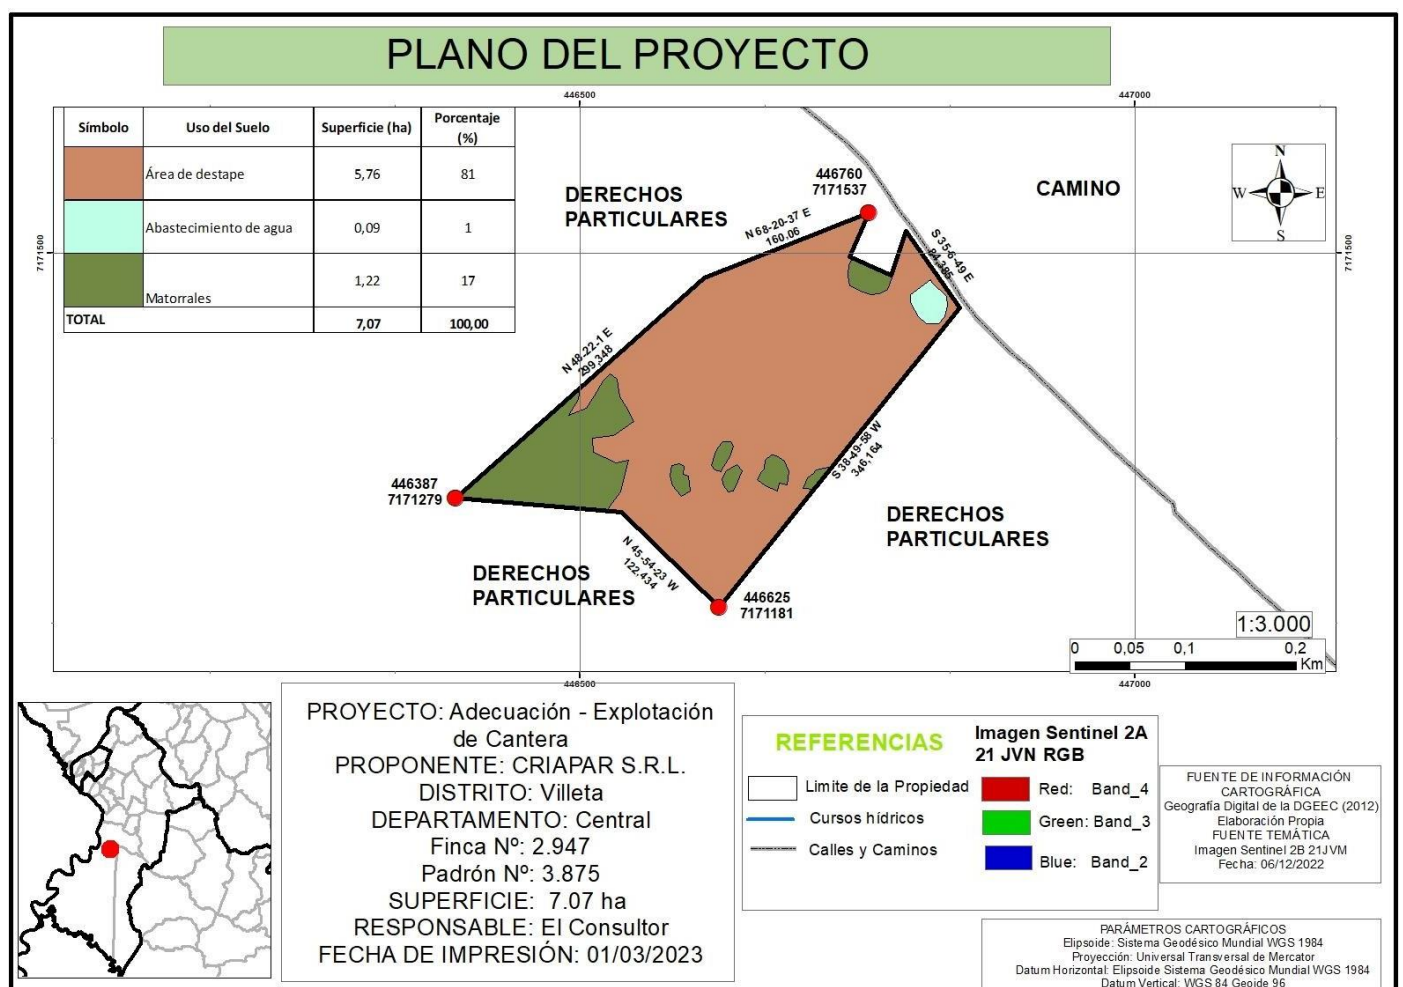 PLANO DEL PROYECTO
446500
447000
Símbolo Uso del Suelo Superficie (ha) Porcentaje (%)
Área de destape 5,76 81
Abastecimiento de agua 0,09 1
Matorrales 1,22 17
TOTAL 7,07 100,00
7171500
7171500
DERECHOS
PARTICULARES
446760
7171537
CAMINO
N
W E
S
N 68-20-37 E
160.06
S 35-6-49 E
84,385
N 48-22-1 E
299,348
S 38-49-58 W
346,164
446387
7171279
DERECHOS
PARTICULARES
N 45-54-23 W
122.434
DERECHOS
PARTICULARES
446625
7171181
1:3.000
0 0,05 0,1 0,2
Km
446500
447000
PROYECTO: Adecuación - Explotación
de Cantera
PROPONENTE: CRIAPAR S.R.L.
DISTRITO: Villeta
DEPARTAMENTO: Central
Finca Nº: 2.947
Padrón Nº: 3.875
SUPERFICIE: 7.07 ha
RESPONSABLE: El Consultor
FECHA DE IMPRESIÓN: 01/03/2023
REFERENCIAS
Limite de la Propiedad
Cursos hídricos
Calles y Caminos
Imagen Sentinel 2A
21 JVN RGB
Red: Band_4
Green: Band_3
Blue: Band_2
FUENTE DE INFORMACIÓN
CARTOGRÁFICA
Geografía Digital de la DGEEC (2012)
Elaboración Propia
FUENTE TEMÁTICA
Imagen Sentinel 2B 21JVM
Fecha: 06/12/2022
PARÁMETROS CARTOGRÁFICOS
Elipsoide: Sistema Geodésico Mundial WGS 1984
Proyección: Universal Transversal de Mercator
Datum Horizontal: Elipsoide Sistema Geodésico Mundial WGS 1984
Datum Vertical: WGS 84 Geoide 96